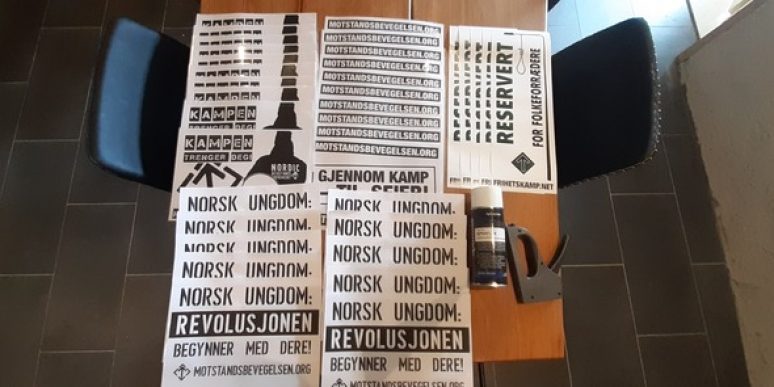 KAMPEN
KAMPEN
KAMPEN
TRENGER DEG!
NORDIC
MOTSTANDSBEVEGELSEN.ORG
MOTSTANDSBEVEGELSEN.ORG
MOTSTANDSBEVEGELSEN.ORG
MOTSTANDSBEVEGELSEN.ORG
MOTSTANDSBEVEGELSEN.ORG
MOTSTANDSBEVEGELSEN.ORG
MOTSTANDSBEVEGELSEN.ORG
MOTSTANDSBEVEGELSEN.ORG
MOTSTANDSBEVEGELSEN.ORG
MOTSTANDSBEVEGELSEN.ORG
GJENNOM KAMP
TIL SEIER!
RESERVERT
FOR FOLKEFORRÆDERE
FRIHETSKAMP.NET
NORSK UNGDOM:
NORSK UNGDOM:
NORSK UNGDOM:
NORSK UNGDOM:
NORSK UNGDOM:
REVOLUSJONEN
BEGYNNER MED DERE!
MOTSTANDSBEVEGELSEN.ORG
NORSK UNGDOM:
NORSK UNGDOM:
NORSK UNGDOM:
NORSK UNGDOM:
NORSK UNGDOM:
REVOLUSJONEN
BEGYNNER MED DERE!
MOTSTANDSBEVEGELSEN.ORG